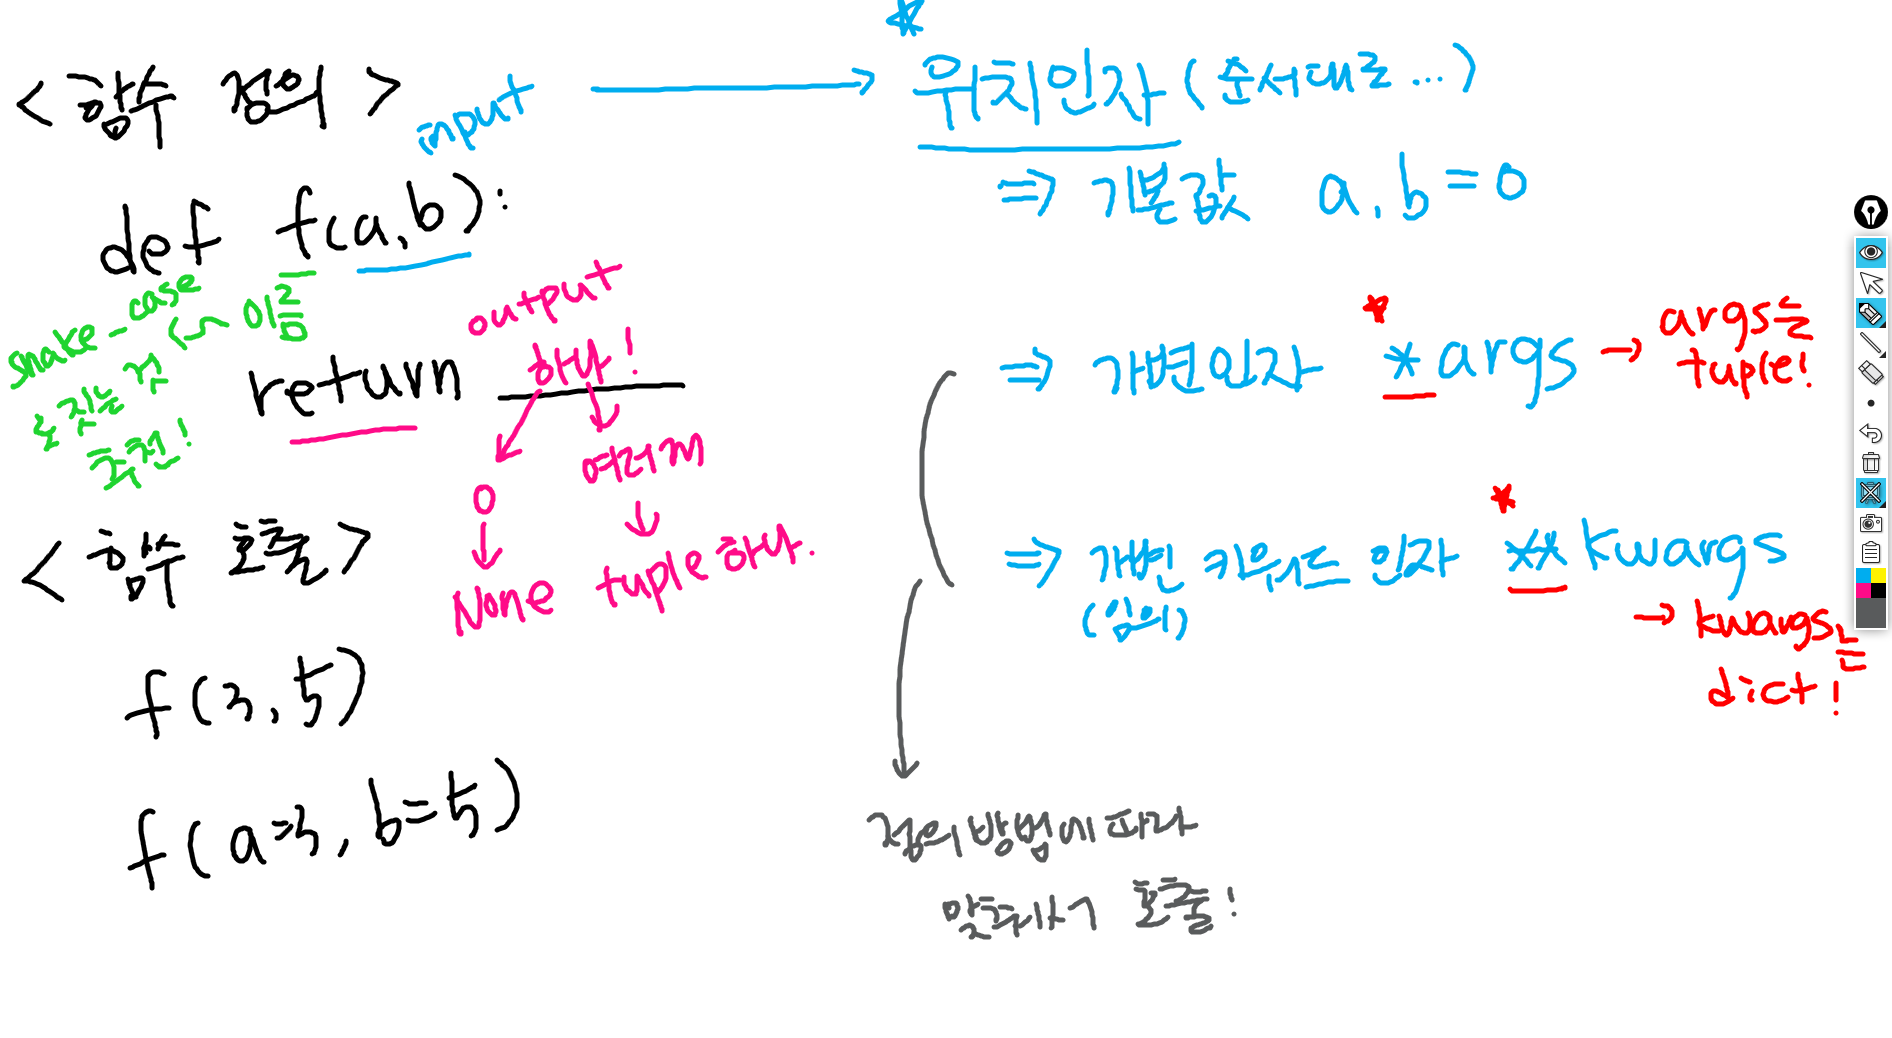 <함수 정의>
input
def f(a,b):
이름
snake_case
로 짓는 것
추천!
return
output
하나!
0
None
여러개
tuple 하나.
<함수 호출>
f(3,5)
f(a=3, b=5)
*
위치인자 (순서대로...)
⇒ 기본값 a, b = 0
*
⇒ 가변인자 *args → args는
tuple!
*
⇒ 가변 키워드 인자 **kwargs
(임의)
→ kwargs는
dict!
정의 방법에 따라
맞춰서 호출!